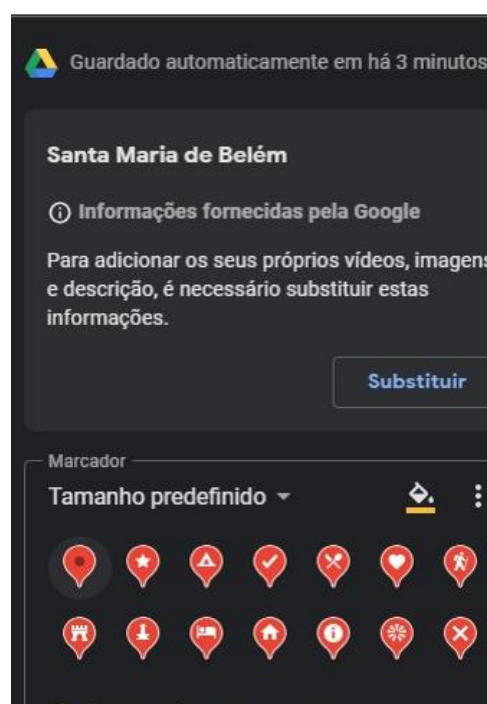 Guardado automaticamente em há 3 minutos
Santa Maria de Belém
Informações fornecidas pela Google
Para adicionar os seus próprios vídeos, imagens
e descrição, é necessário substituir estas
informações.
Substituir
Marcador
Tamanho predefinido